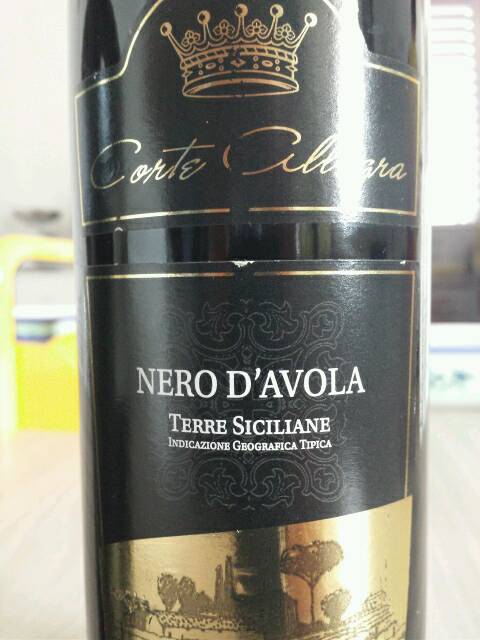 Corte
NERO D'AVOLA
TERRE SICILIANE
INDICAZIONE GEOGRAFICA TIPICA